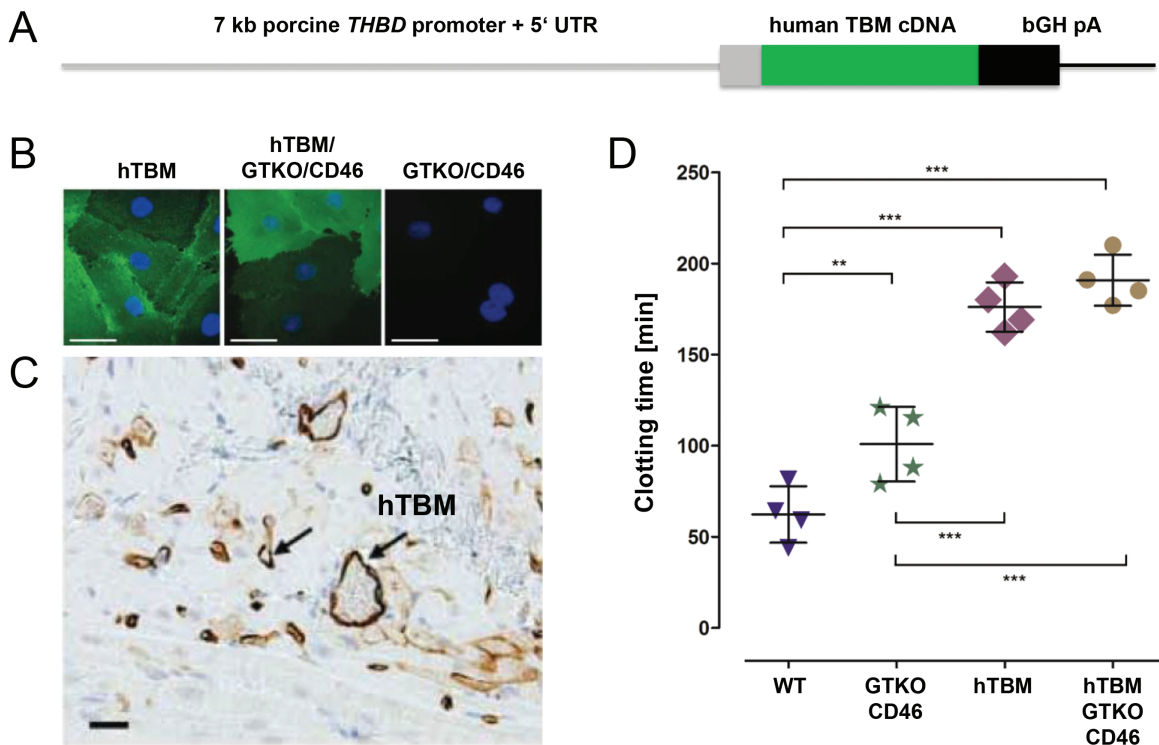 A
7 kb porcine THBD promoter + 5‘ UTR
human TBM cDNA
bGH pA
B
hTBM
hTBM/
GTKO/CD46
GTKO/CD46
C
hTBM
D
Clotting time [min]
250
200
150
100
50
0
***
***
**
***
***
WT
GTKO
CD46
hTBM
hTBM
GTKO
CD46